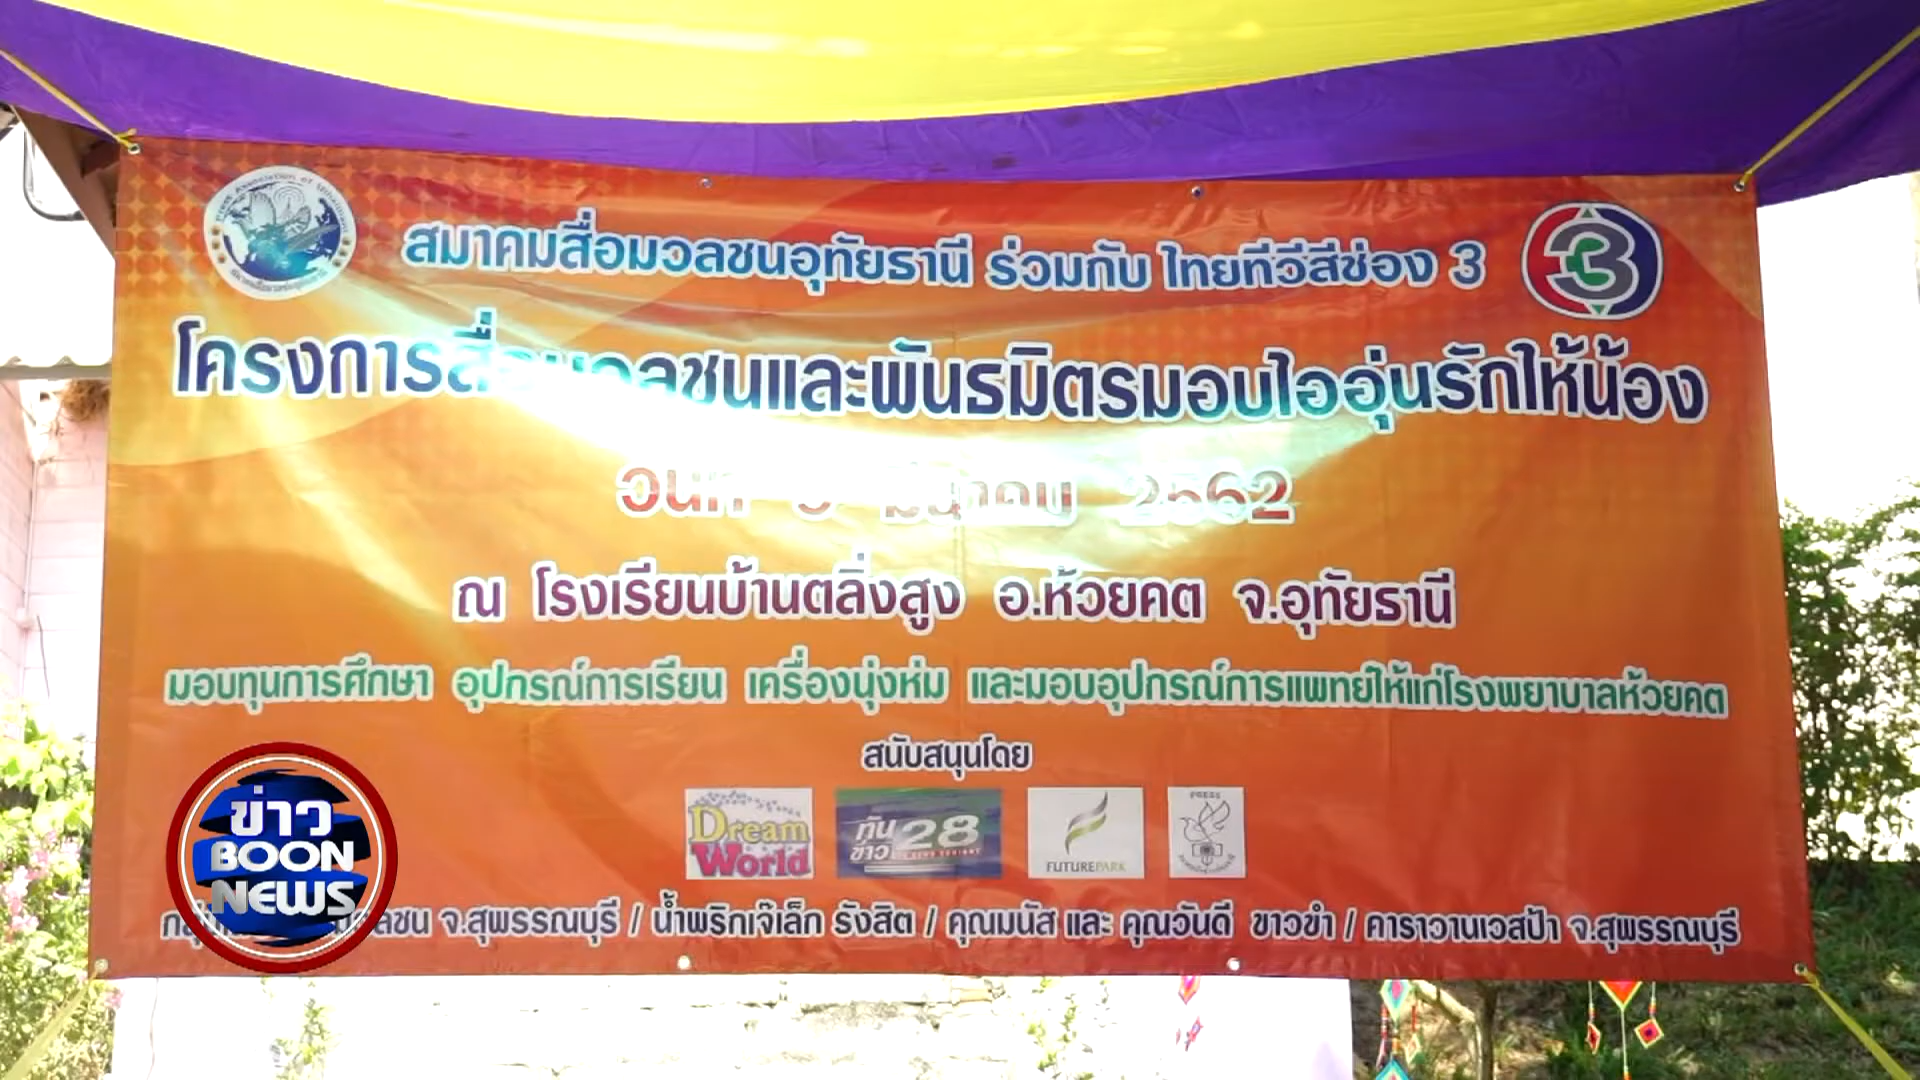 สมาคมสื่อมวลชนอุทัยธานี ร่วมกับ ไทยทีวีสีช่อง 3
โครงการสื่อมวลชนและพันธมิตรมอบไออุ่นรักให้น้อง
วันที่ มีนาคม 2562
ณ โรงเรียนบ้านตลิ่งสูง อ.ห้วยคต จ.อุทัยธานี
มอบทุนการศึกษา อุปกรณ์การเรียน เครื่องนุ่งห่ม และมอบอุปกรณ์การแพทย์ให้แก่โรงพยาบาลห้วยคต
สนับสนุนโดย
Dream World
ทันข่าว 28
FUTUREPARK
PRESS
จ.สุพรรณบุรี / น้ำพริกเจ๊เล็ก รังสิต / คุณมนัส และ คุณวันดี ขาวขำ / คาราวานเวสป้า จ.สุพรรณบุรี
ข่าว
BOON
NEWS